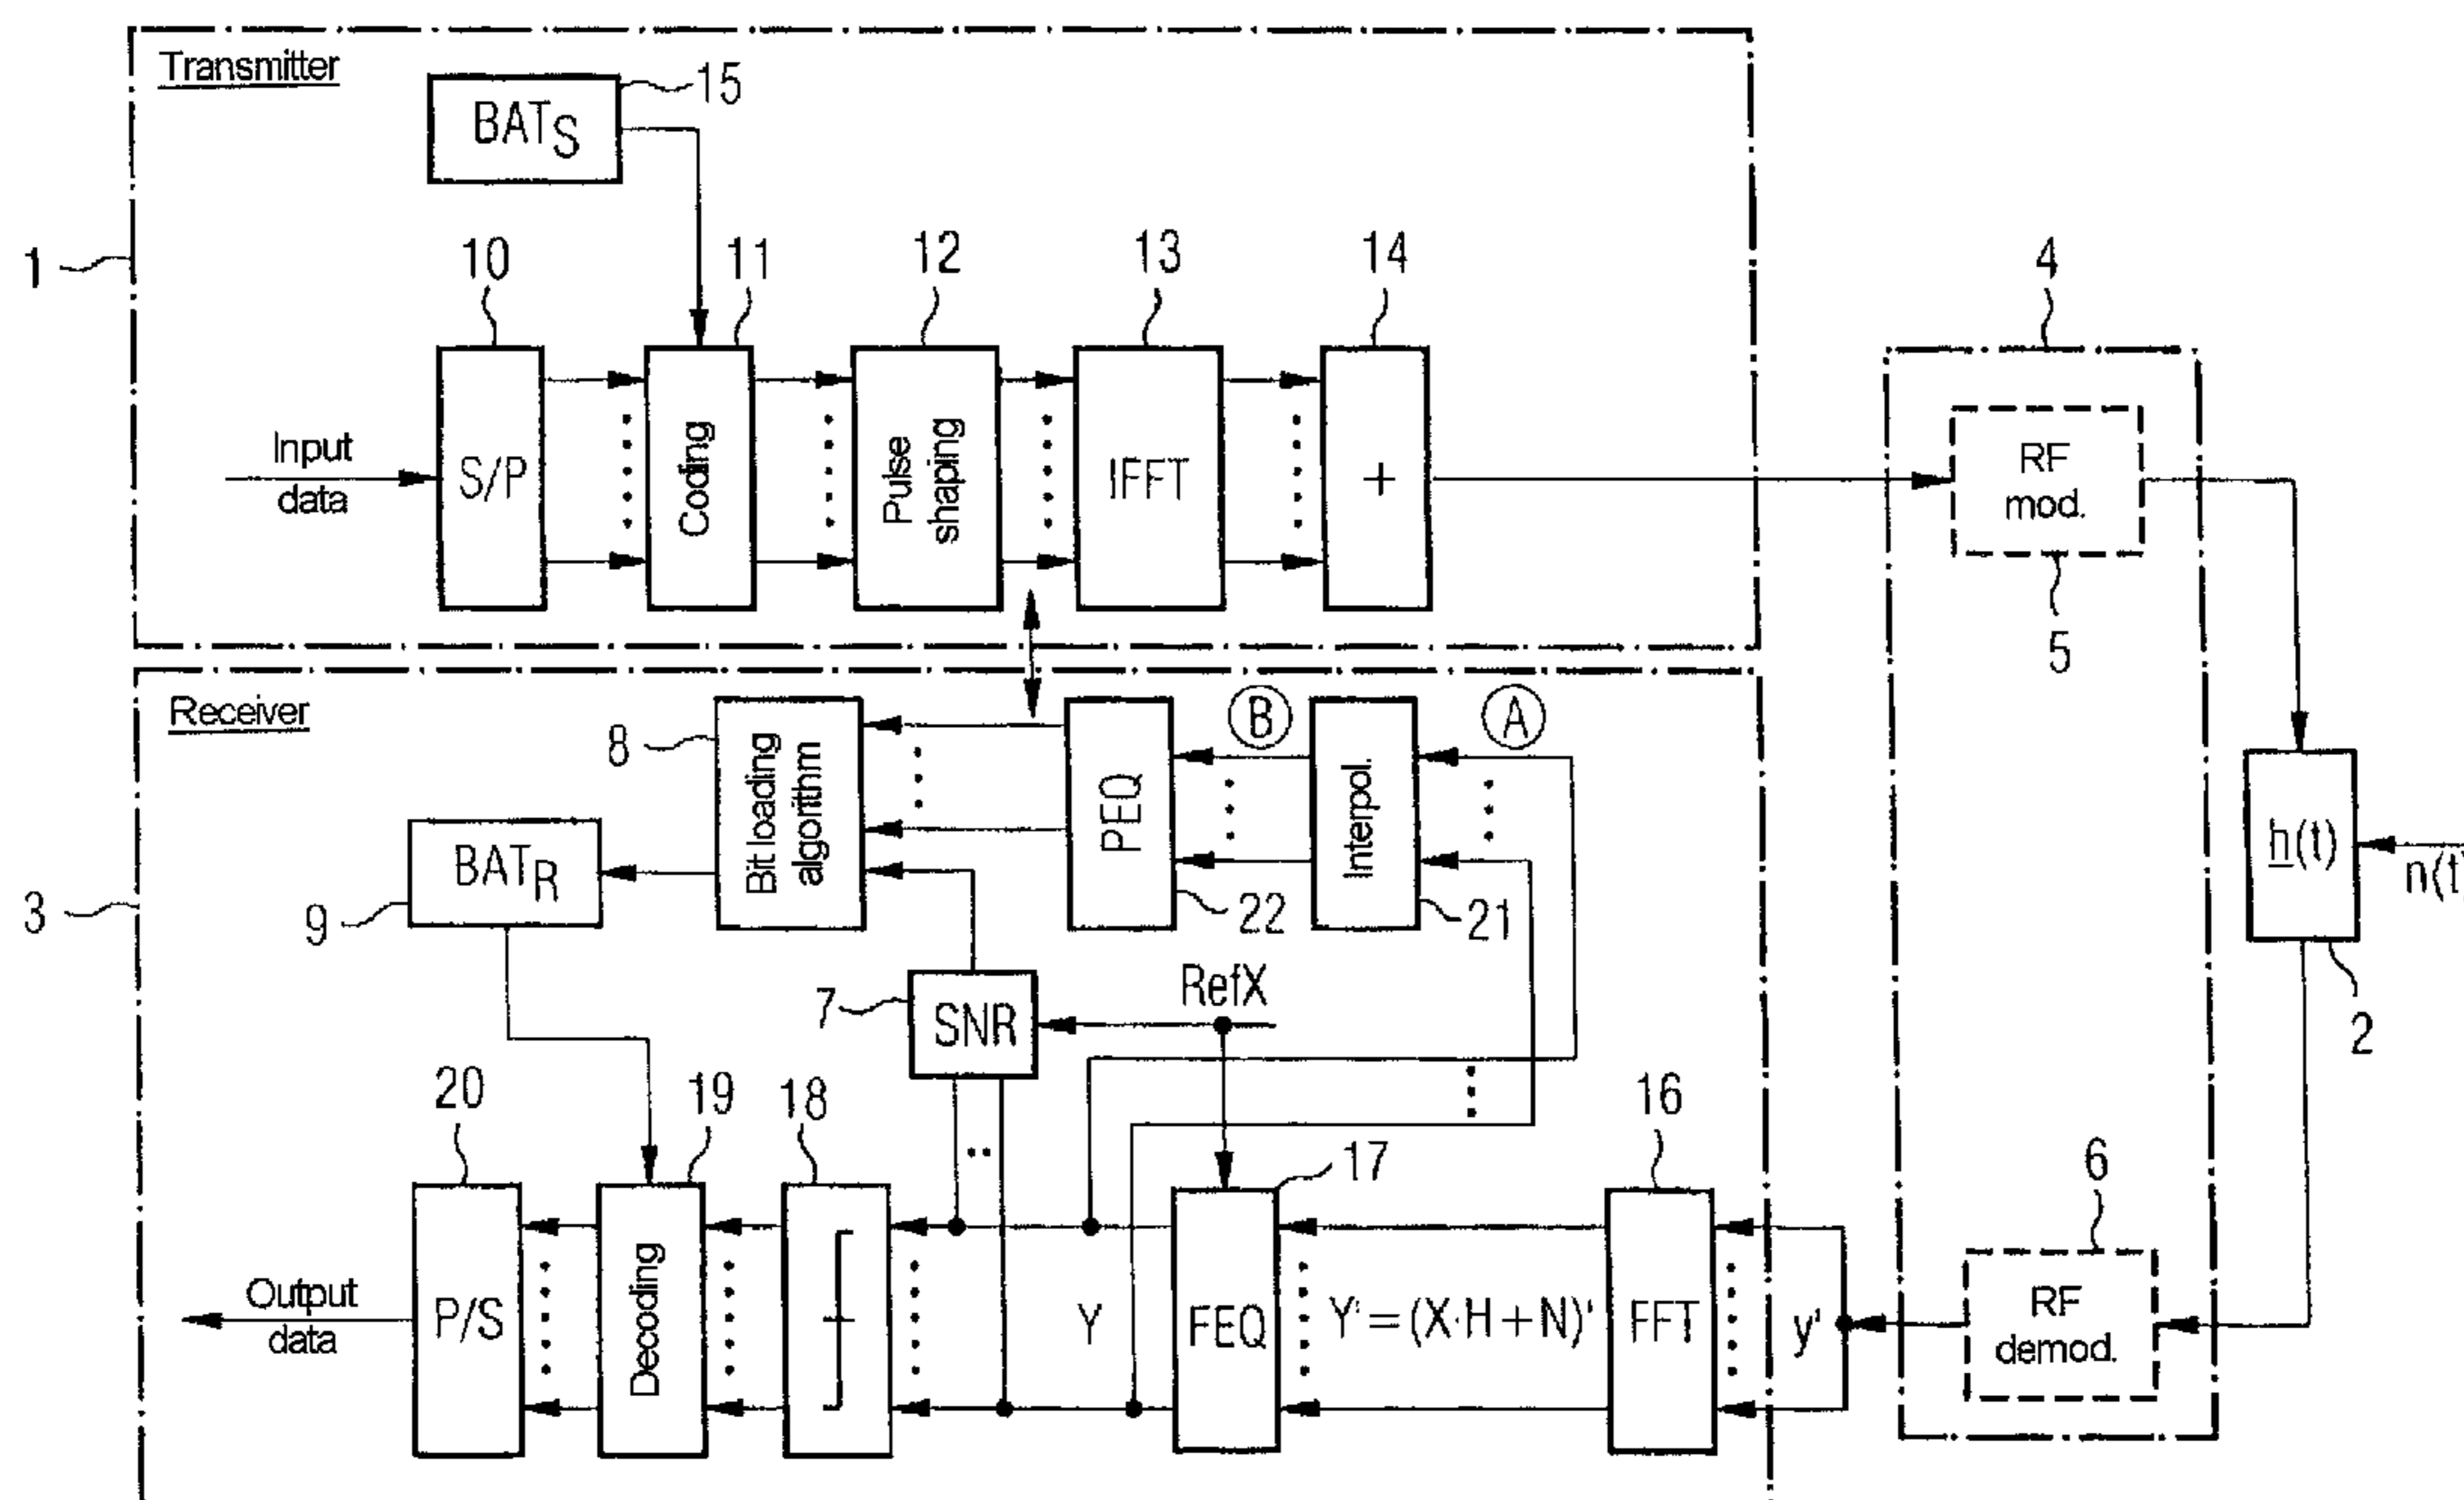 Transmitter
15
BATS
1
10
11
12
13
14
4
Input
data
S/P
Coding
Pulse
shaping
IFFT
+
RF
mod.
5
Receiver
8
Bit loading
algorithm
PEQ
B
Interpol.
A
22
21
BATR
9
3
h(t)
n(t)
2
7
SNR
RefX
20
19
18
17
16
6
Output
data
P/S
Decoding
Y
FEQ
Y' = (X·H + N)'
FFT
y'
RF
demod.